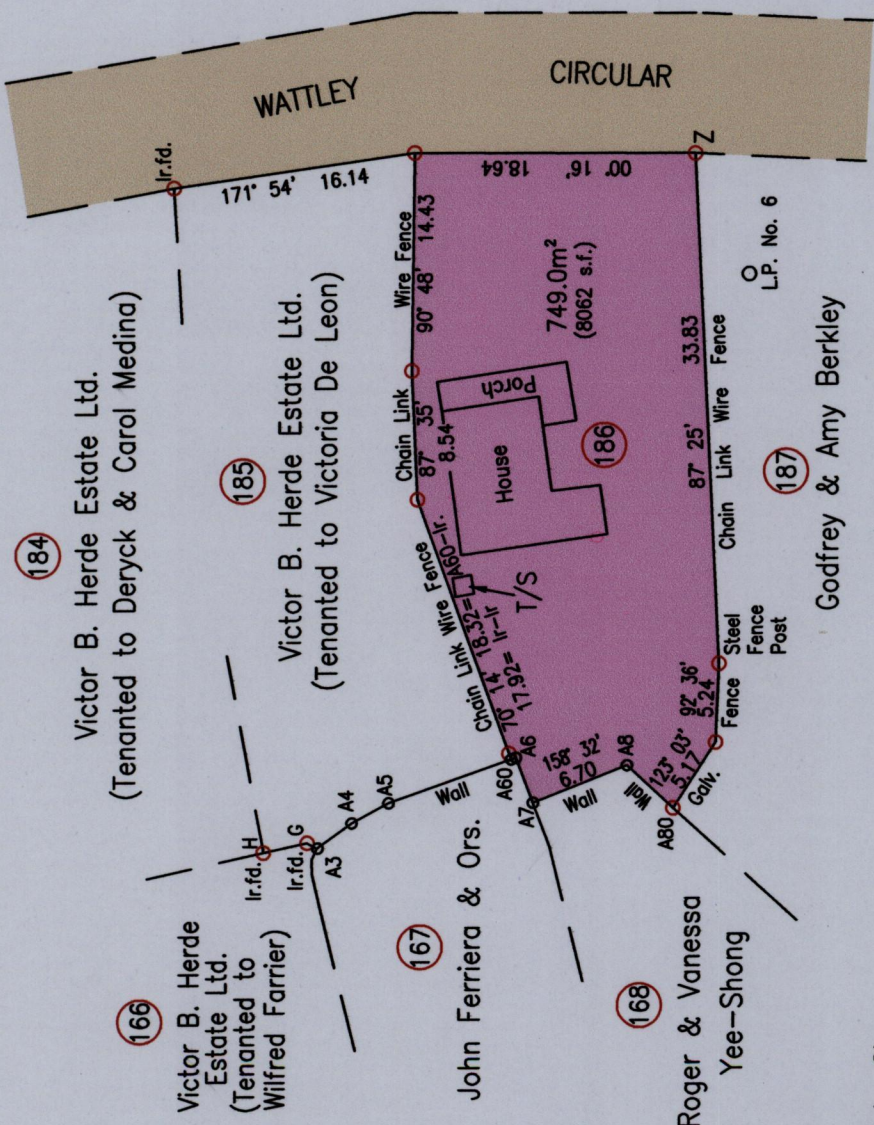 WATTLEY
CIRCULAR
Ir.fd.
171° 54' 16.14
00° 16' 18.64
Z
184
Victor B. Herde Estate Ltd.
(Tenanted to Deryck & Carol Medina)
185
Victor B. Herde Estate Ltd.
(Tenanted to Victoria De Leon)
Chain Link Wire Fence
90° 48' 14.43
87° 35'
8.54
Chain Link Wire Fence
70° 14'
18.32= A60-Ir.
17.92= Ir-Ir
T/S
House
Porch
749.0m²
(8062 s.f.)
186
87° 25' 33.83
Chain Link Wire Fence
L.P. No. 6
187
Godfrey & Amy Berkley
Steel
Fence
Post
92° 36'
5.24
Fence
123° 03'
5.17
Galv.
Wall
A80
A8
158° 32'
6.70
Wall
A7
A6
A60
Wall
A5
A4
A3
Ir.fd. G
Ir.fd. H
166
Victor B. Herde
Estate Ltd.
(Tenanted to
Wilfred Farrier)
167
John Ferriera & Ors.
168
Roger & Vanessa
Yee-Shong